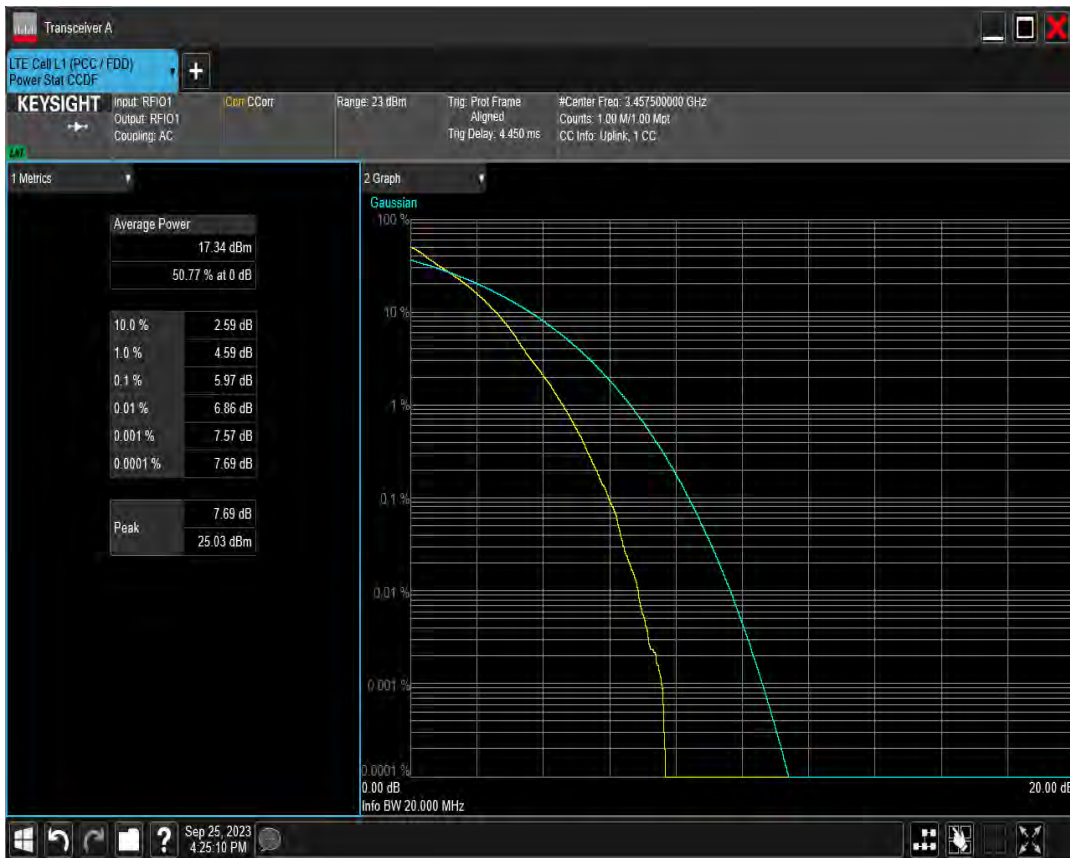 Transceiver A
LTE Cell L1 (PCC / FDD)
Power Stat CCDF
+
KEYSIGHT
Input: RFIO1
Output: RFIO1
Coupling: AC
Corr CCorr
Range: 23 dBm
Trig: Prot Frame
Aligned
Trig Delay: 4.450 ms
#Center Freq: 3.457500000 GHz
Counts: 1.00 M/1.00 Mpt
CC Info: Uplink, 1 CC
1 Metrics
Average Power
17.34 dBm
50.77 % at 0 dB
10.0 % 2.59 dB
1.0 % 4.59 dB
0.1 % 5.97 dB
0.01 % 6.86 dB
0.001 % 7.57 dB
0.0001 % 7.69 dB
Peak 7.69 dB
25.03 dBm
2 Graph
Gaussian
100 %
10 %
1 %
0.1 %
0.01 %
0.001 %
0.0001 %
0.00 dB 20.00 dB
Info BW 20.000 MHz
?
Sep 25, 2023
4:25:10 PM